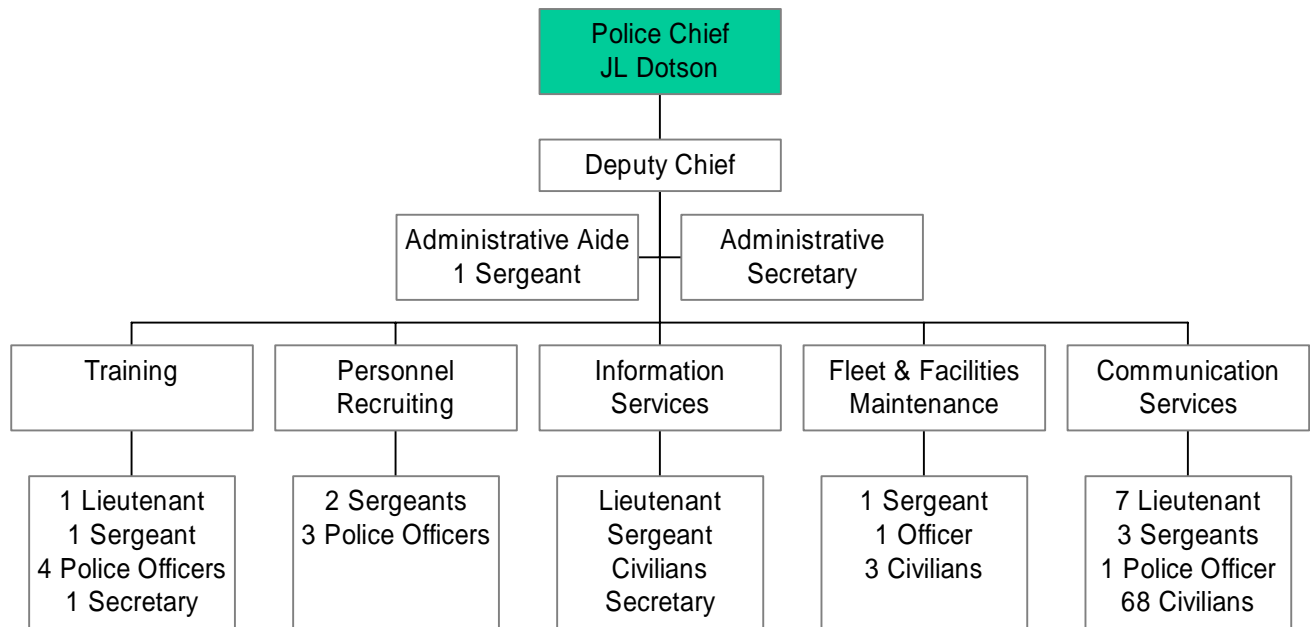 Police Chief
JL Dotson
Deputy Chief
Administrative Aide
1 Sergeant
Administrative
Secretary
Training
Personnel
Recruiting
Information
Services
Fleet & Facilities
Maintenance
Communication
Services
1 Lieutenant
1 Sergeant
4 Police Officers
1 Secretary
2 Sergeants
3 Police Officers
Lieutenant
Sergeant
Civilians
Secretary
1 Sergeant
1 Officer
3 Civilians
7 Lieutenant
3 Sergeants
1 Police Officer
68 Civilians